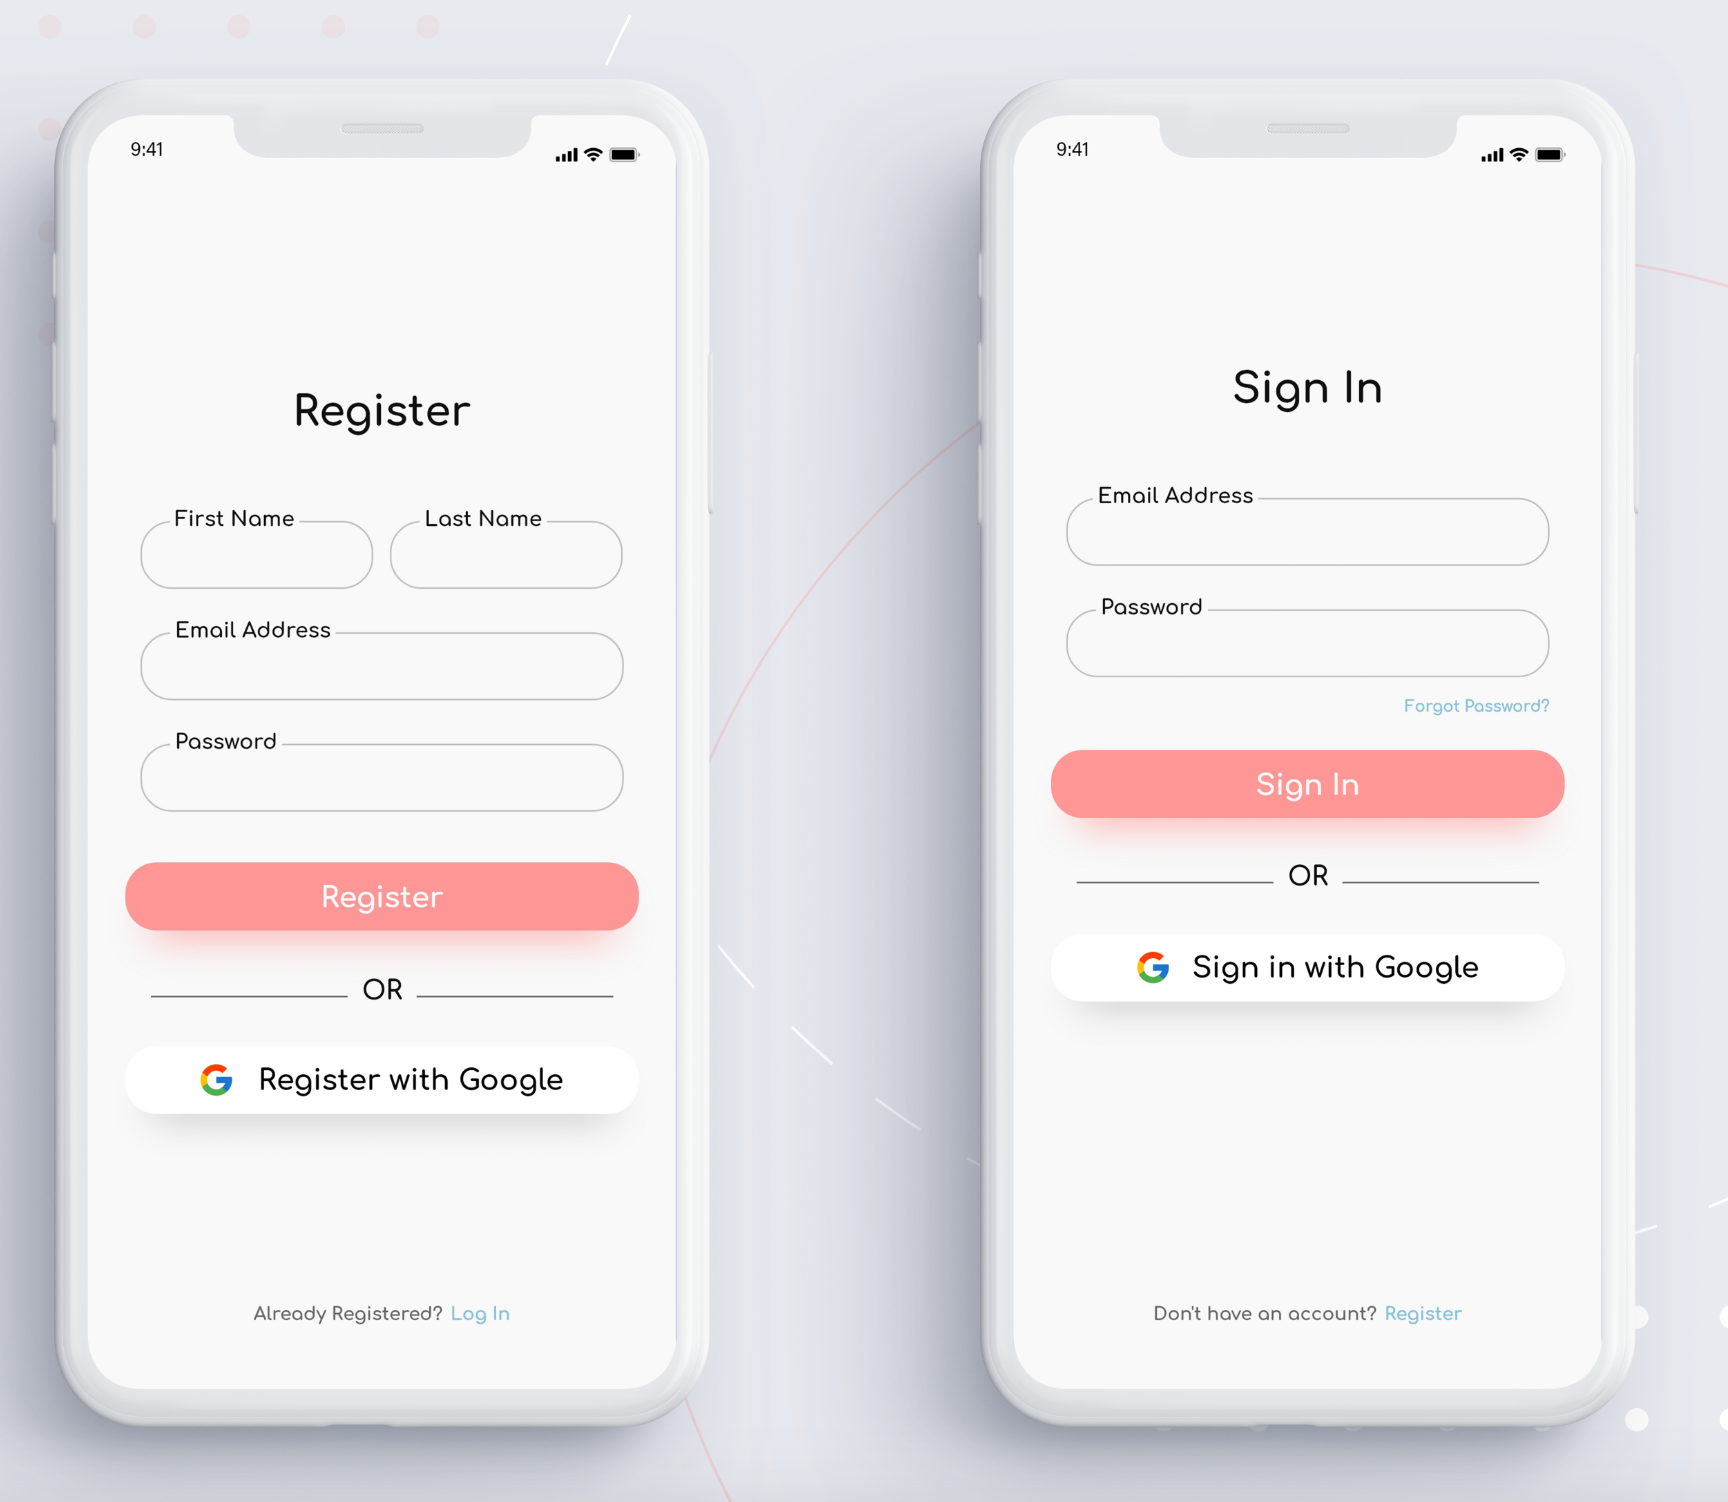 9:41
Register
First Name
Last Name
Email Address
Password
Register
OR
Register with Google
Already Registered? Log In
9:41
Sign In
Email Address
Password
Forgot Password?
Sign In
OR
Sign in with Google
Don't have an account? Register